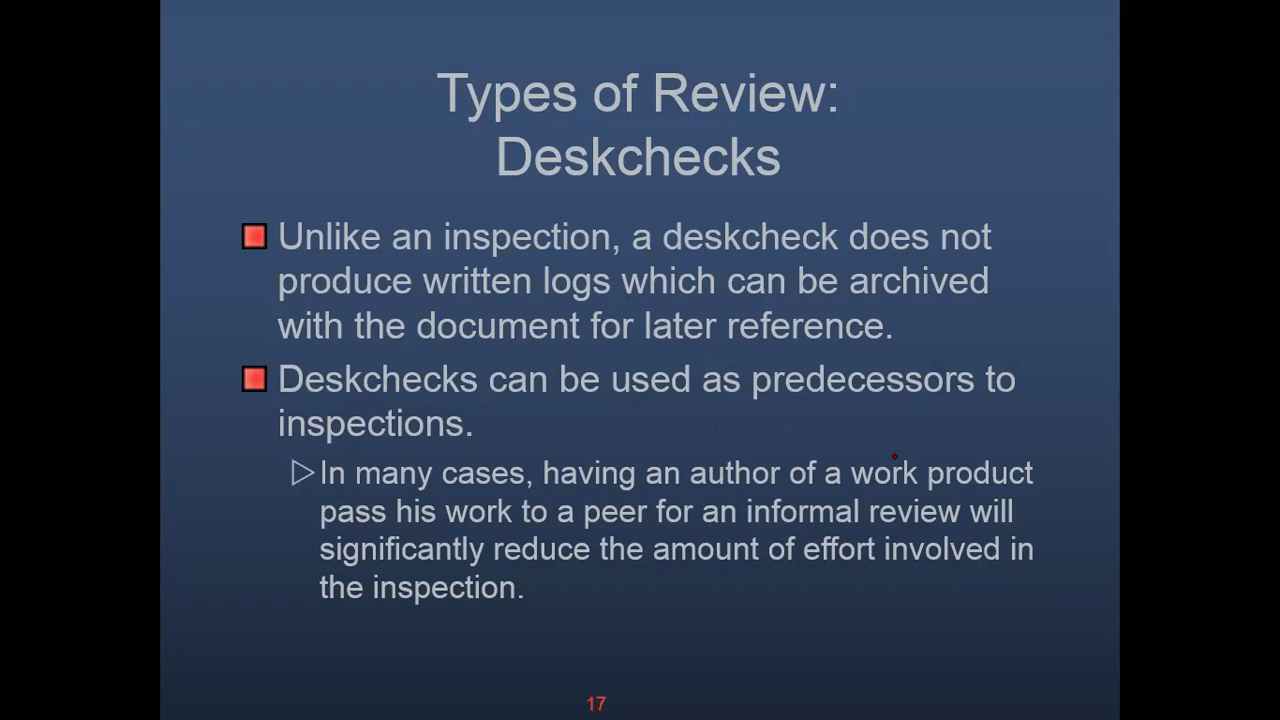 Types of Review:
Deskchecks
Unlike an inspection, a deskcheck does not
produce written logs which can be archived
with the document for later reference.
Deskchecks can be used as predecessors to
inspections.
In many cases, having an author of a work product
pass his work to a peer for an informal review will
significantly reduce the amount of effort involved in
the inspection.
17